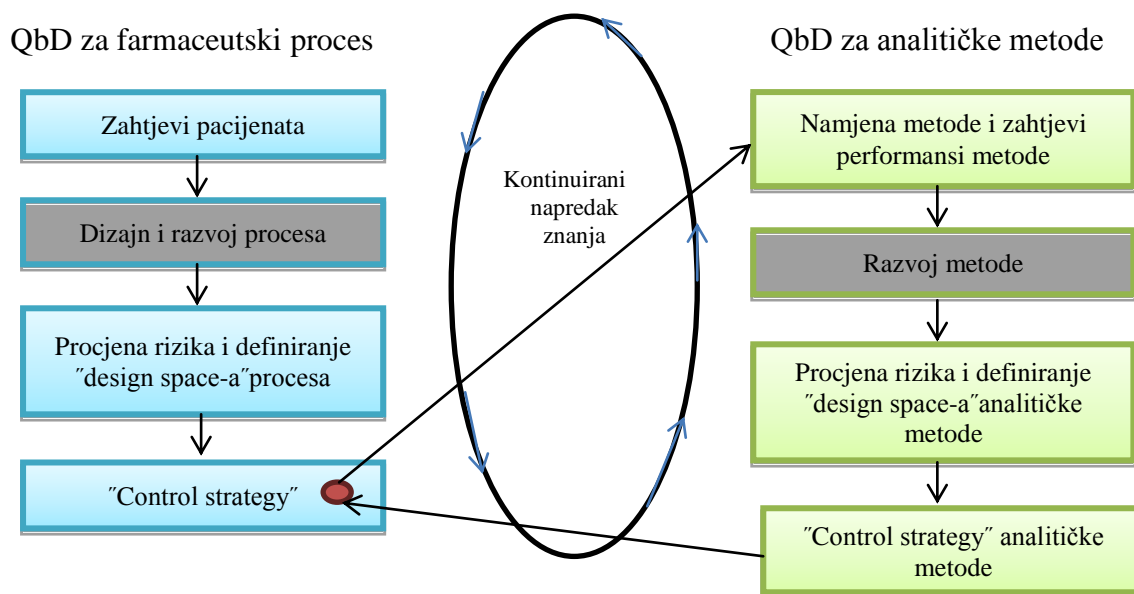 QbD za farmaceutski proces
Zahtjevi pacijenata
Dizajn i razvoj procesa
Procjena rizika i definiranje
˝design space-a˝procesa
˝Control strategy˝
Kontinuirani
napredak
znanja
QbD za analitičke metode
Namjena metode i zahtjevi
performansi metode
Razvoj metode
Procjena rizika i definiranje
˝design space-a˝analitičke
metode
˝Control strategy˝ analitičke
metode